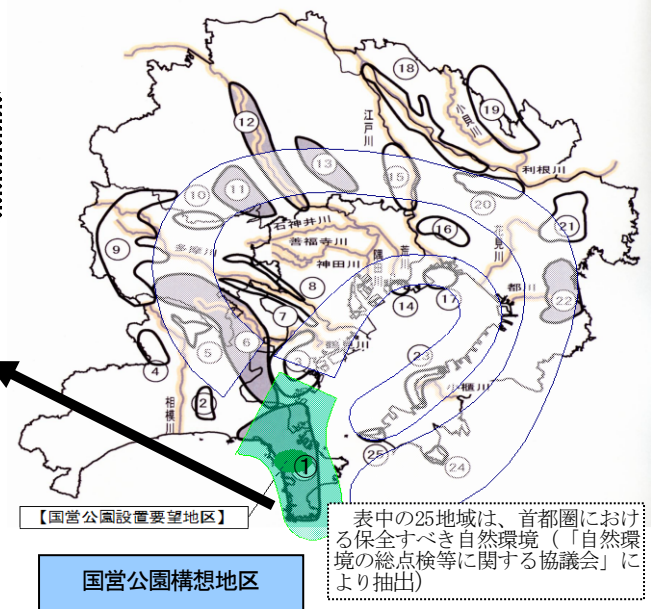 ⑱
⑲
江戸川
小貝川
⑫
⑬
⑮
利根川
⑩
⑪
⑳
石神井川
⑯
㉑
⑨
多摩川
善福寺川
隅田川
荒川
花見川
神田川
⑧
都川
㉒
⑦
⑭
⑰
⑤
⑥
③
鶴見川
㉓
④
小櫃川
②
相模川
㉕
㉔
①
【国営公園設置要望地区】
表中の25地域は、首都圏におけ
る保全すべき自然環境(「自然環
境の総点検等に関する協議会」に
より抽出)
国営公園構想地区